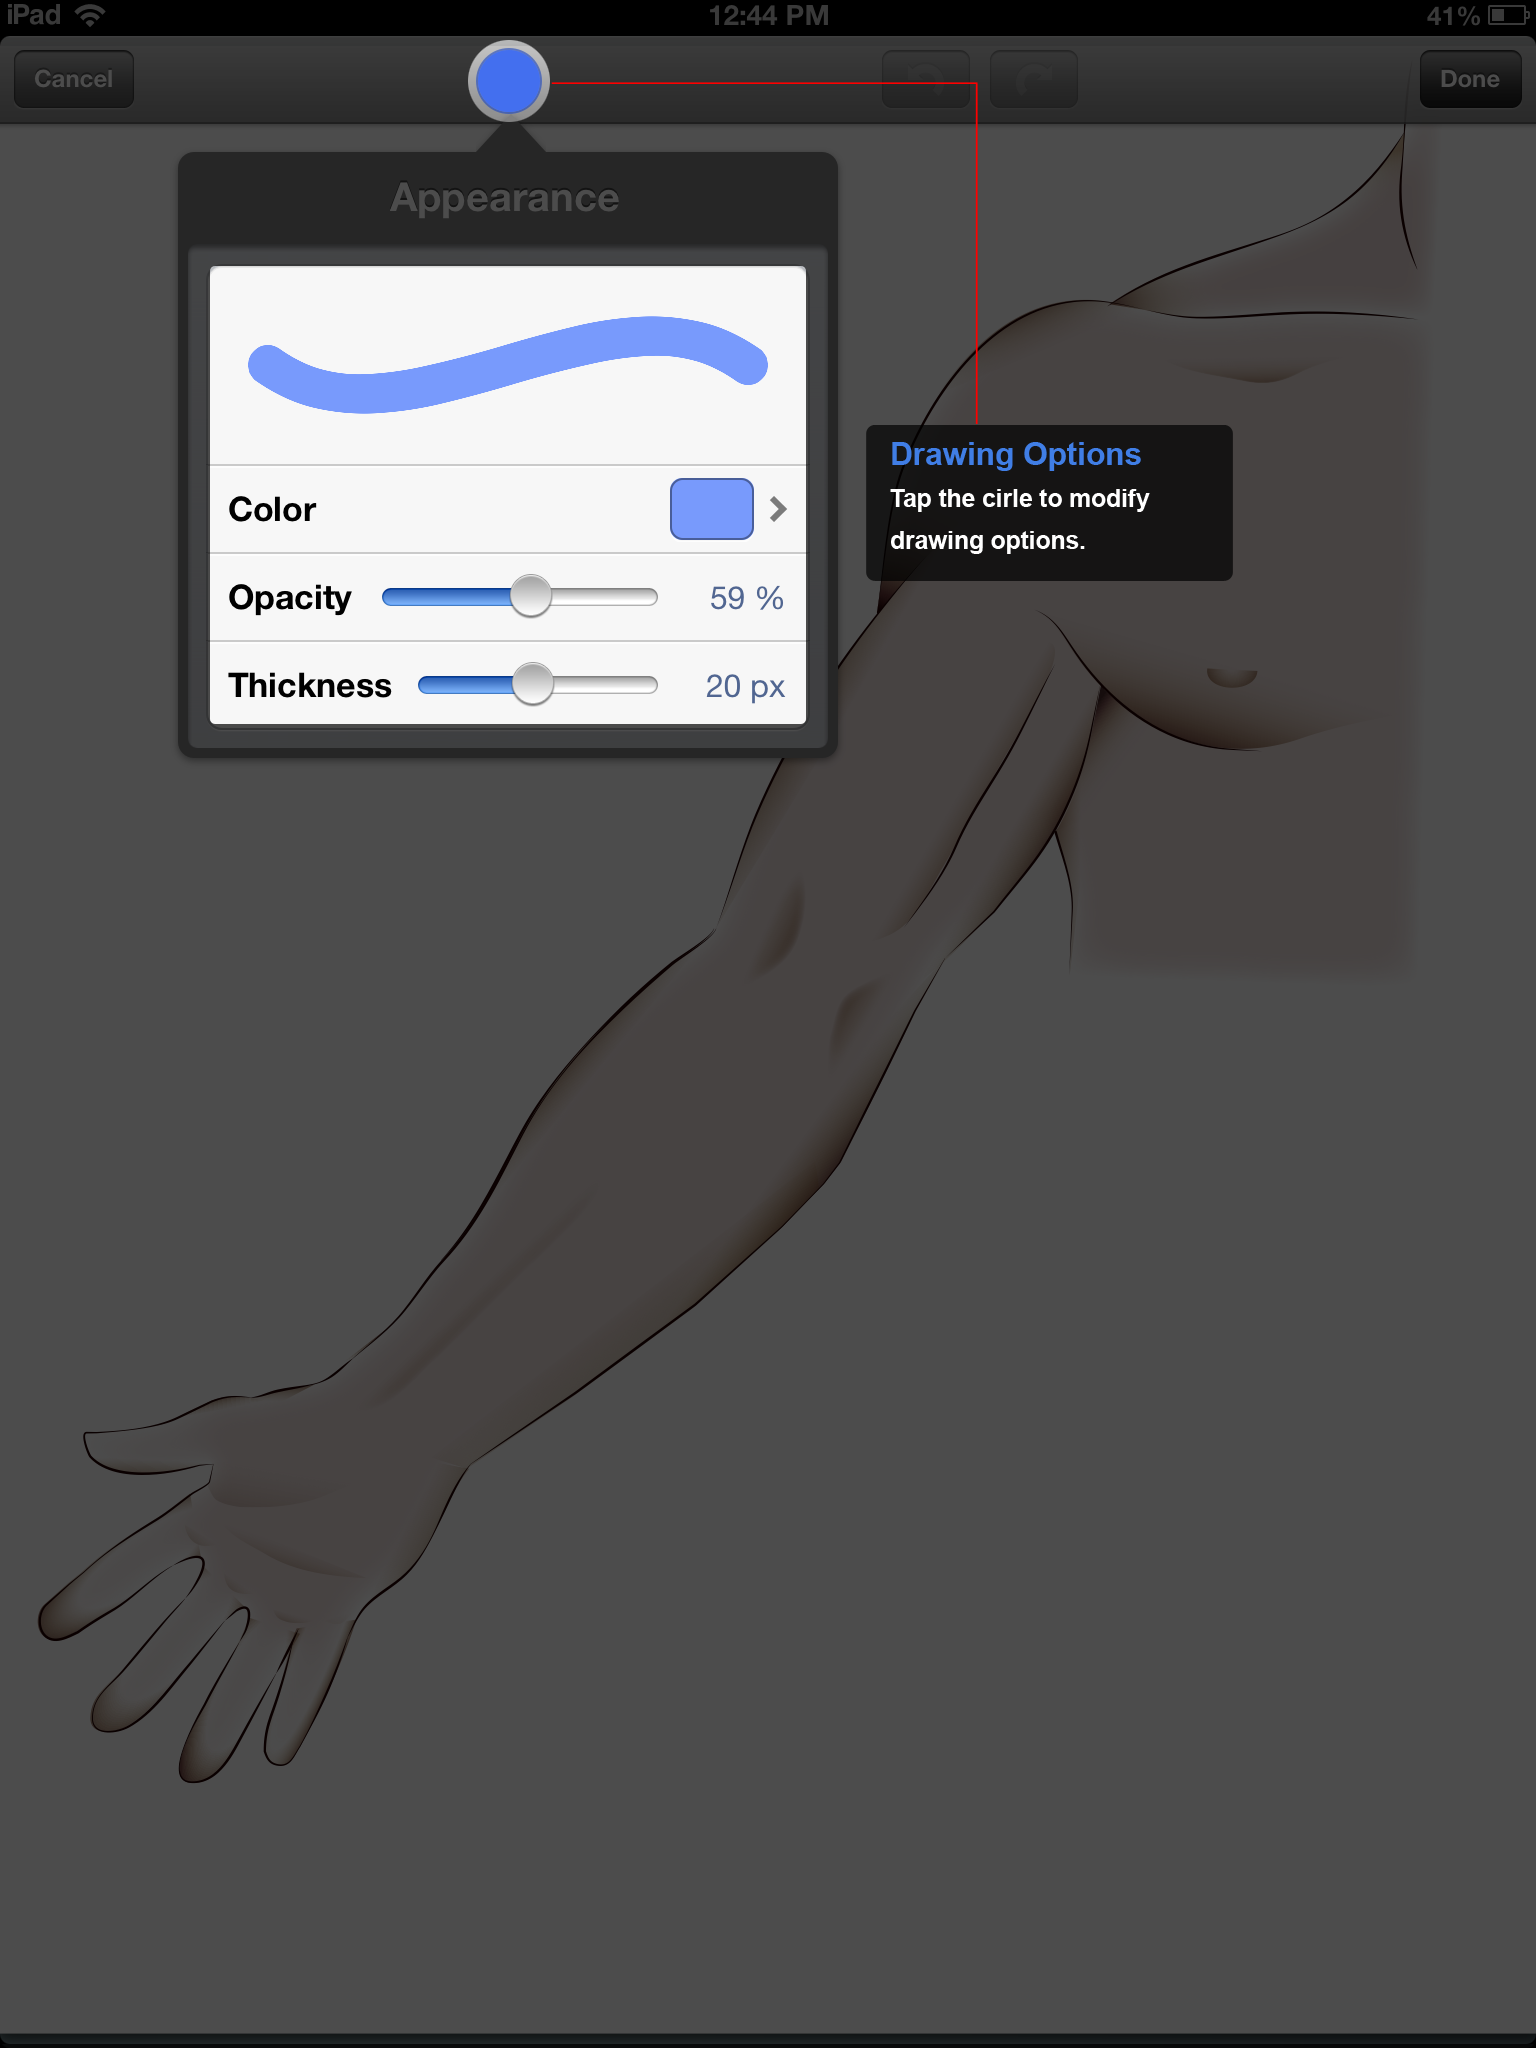 iPad 12:44 PM 41%
Cancel Done
Appearance
Color
Opacity 59 %
Thickness 20 px
Drawing Options
Tap the cirle to modify
drawing options.